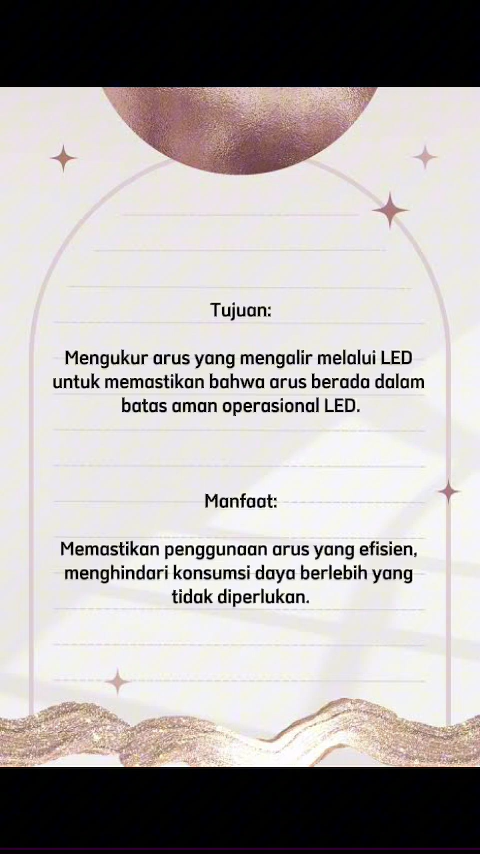 Tujuan:
Mengukur arus yang mengalir melalui LED
untuk memastikan bahwa arus berada dalam
batas aman operasional LED.
Manfaat:
Memastikan penggunaan arus yang efisien,
menghindari konsumsi daya berlebih yang
tidak diperlukan.